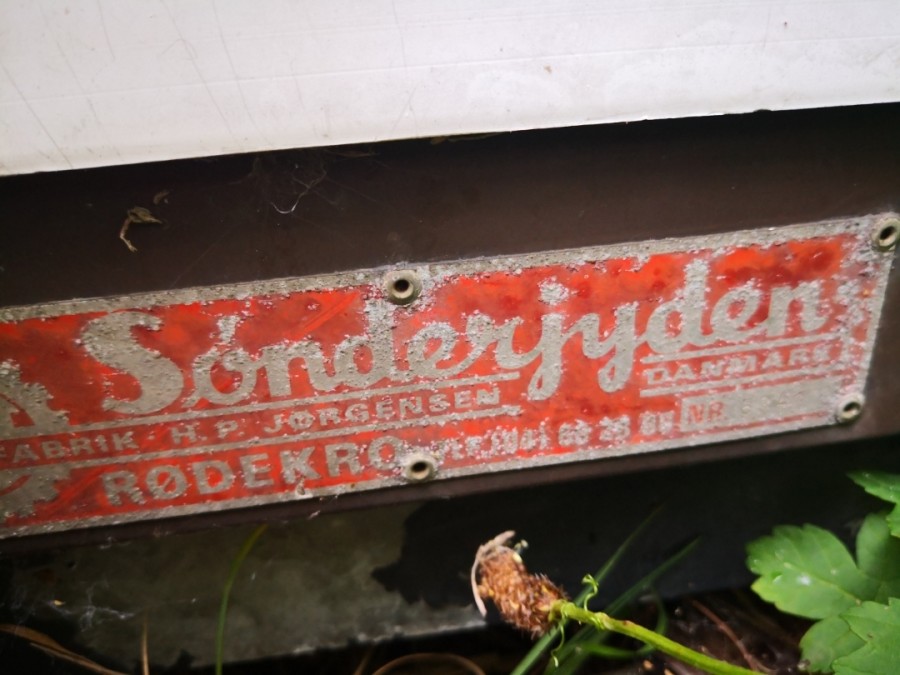 Sønderjyden
DANMARK
FABRIK H. P. JØRGENSEN
RØDEKRO
NR